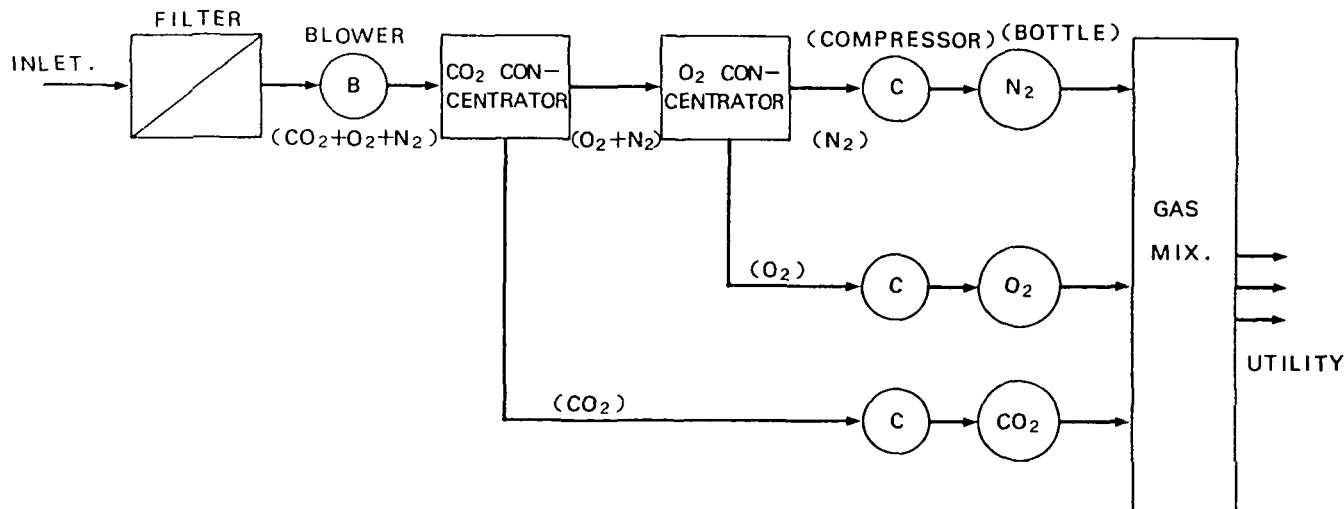 FILTER
INLET.
BLOWER
B
(CO₂+O₂+N₂)
CO₂ CON-
CENTRATOR
(O₂+N₂)
O₂ CON-
CENTRATOR
(N₂)
(COMPRESSOR)
(BOTTLE)
C
N₂
(O₂)
C
O₂
(CO₂)
C
CO₂
GAS
MIX.
UTILITY